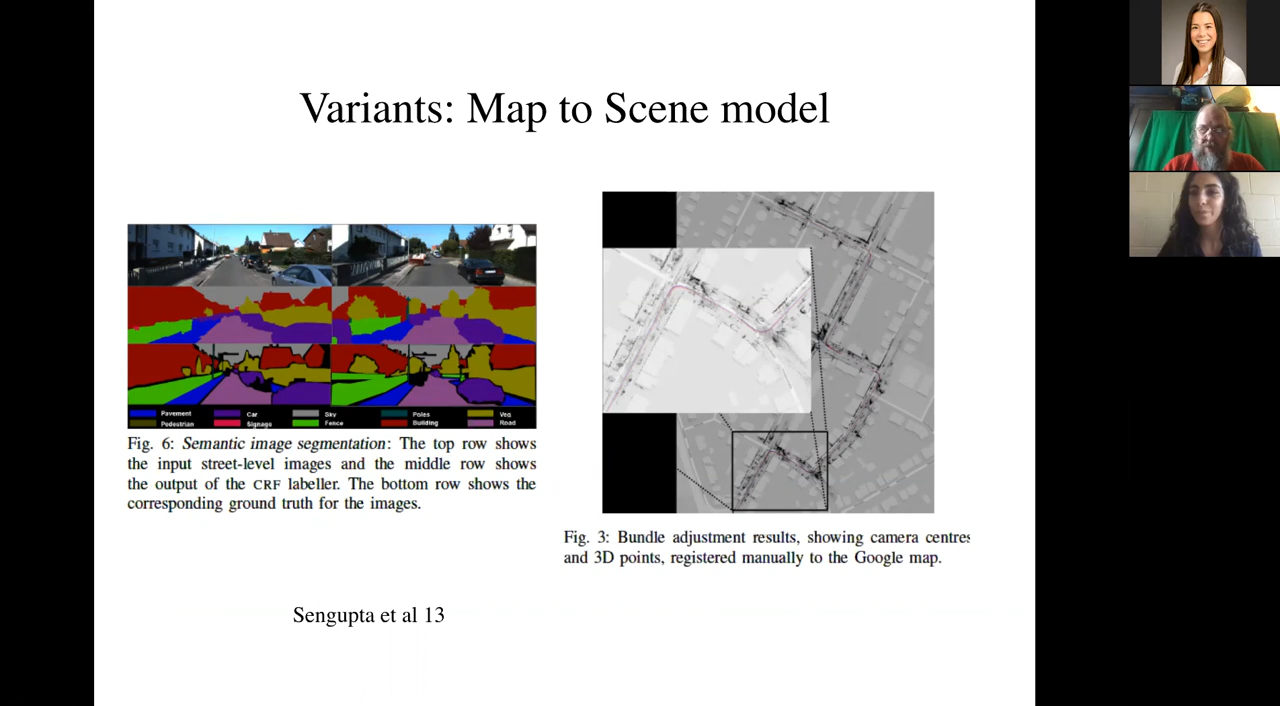 Variants: Map to Scene model
Pavement Car Sky Poles Veg
Pedestrian Signage Fence Building Road
Fig. 6: Semantic image segmentation: The top row shows
the input street-level images and the middle row shows
the output of the CRF labeller. The bottom row shows the
corresponding ground truth for the images.
Fig. 3: Bundle adjustment results, showing camera centres
and 3D points, registered manually to the Google map.
Sengupta et al 13